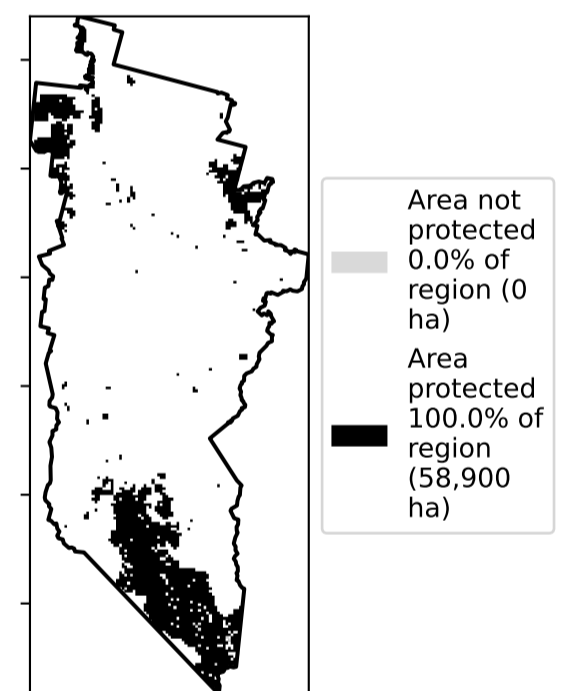 Area not
protected
0.0% of
region (0
ha)
Area
protected
100.0% of
region
(58,900
ha)